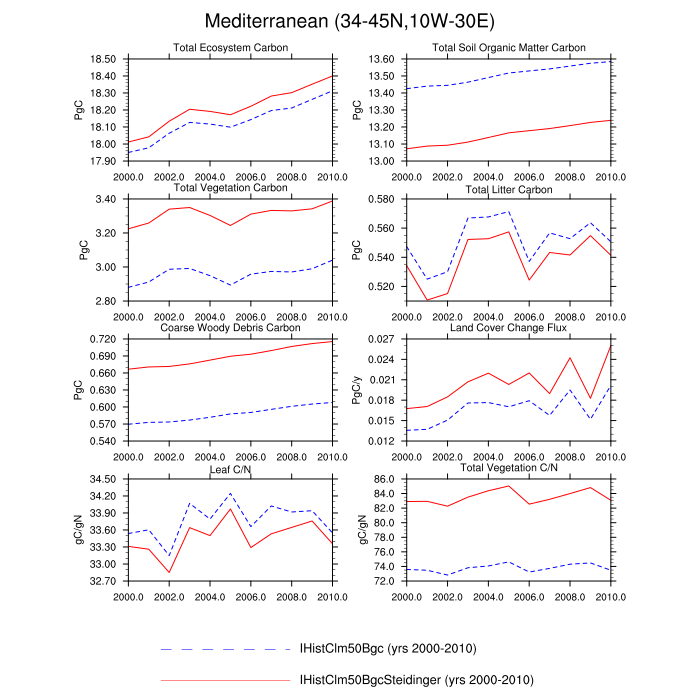 Mediterranean (34-45N,10W-30E)
Total Ecosystem Carbon
PgC
18.50
18.40
18.30
18.20
18.10
18.00
17.90
2000.0 2002.0 2004.0 2006.0 2008.0 2010.0
Total Soil Organic Matter Carbon
PgC
13.60
13.50
13.40
13.30
13.20
13.10
13.00
2000.0 2002.0 2004.0 2006.0 2008.0 2010.0
Total Vegetation Carbon
PgC
3.40
3.20
3.00
2.80
2000.0 2002.0 2004.0 2006.0 2008.0 2010.0
Total Litter Carbon
PgC
0.580
0.560
0.540
0.520
2000.0 2002.0 2004.0 2006.0 2008.0 2010.0
Coarse Woody Debris Carbon
PgC
0.720
0.690
0.660
0.630
0.600
0.570
0.540
2000.0 2002.0 2004.0 2006.0 2008.0 2010.0
Land Cover Change Flux
PgC/y
0.027
0.024
0.021
0.018
0.015
0.012
2000.0 2002.0 2004.0 2006.0 2008.0 2010.0
Leaf C/N
gC/gN
34.50
34.20
33.90
33.60
33.30
33.00
32.70
2000.0 2002.0 2004.0 2006.0 2008.0 2010.0
Total Vegetation C/N
gC/gN
86.0
84.0
82.0
80.0
78.0
76.0
74.0
72.0
2000.0 2002.0 2004.0 2006.0 2008.0 2010.0
IHistClm50Bgc (yrs 2000-2010)
IHistClm50BgcSteidinger (yrs 2000-2010)